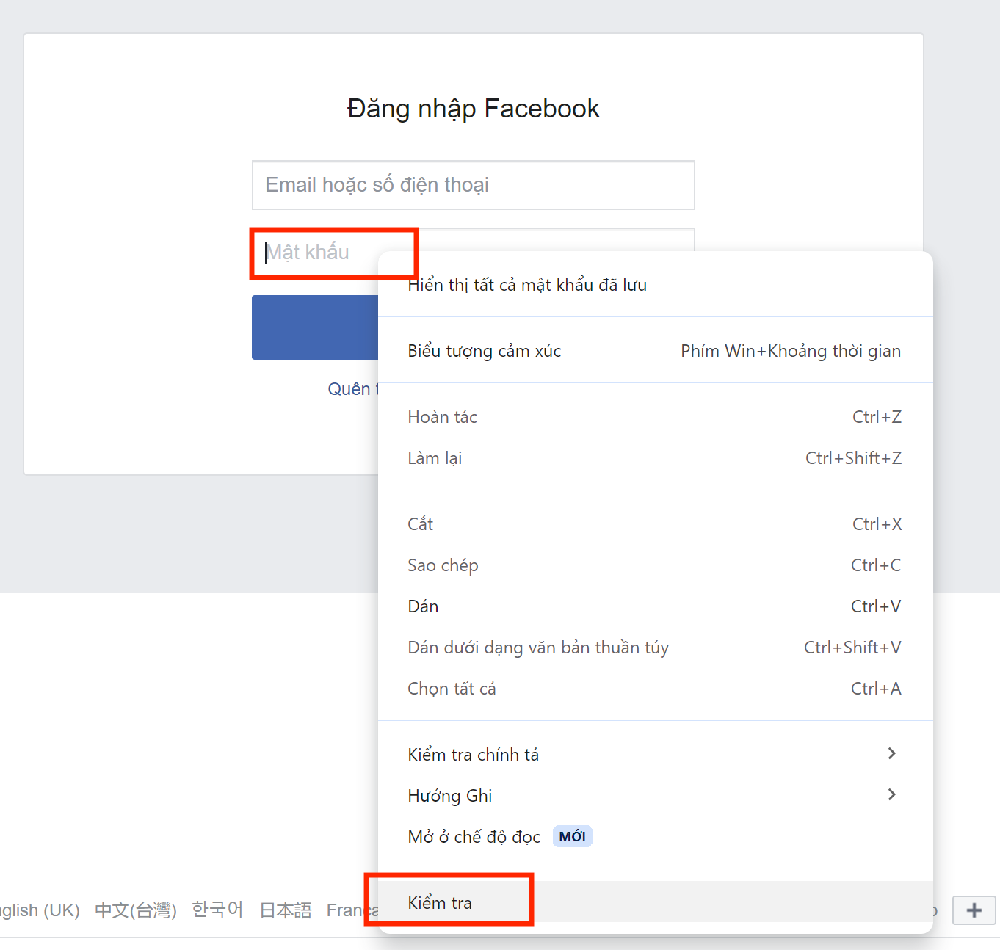 Đăng nhập Facebook
Email hoặc số điện thoại
Mật khẩu
Hiển thị tất cả mật khẩu đã lưu
Biểu tượng cảm xúc Phím Win+Khoảng thời gian
Quên
Hoàn tác Ctrl+Z
Làm lại Ctrl+Shift+Z
Cắt Ctrl+X
Sao chép Ctrl+C
Dán Ctrl+V
Dán dưới dạng văn bản thuần túy Ctrl+Shift+V
Chọn tất cả Ctrl+A
Kiểm tra chính tả
Hướng Ghi
Mở ở chế độ đọc MỚI
Kiểm tra
(UK) 中文(台灣) 한국어 日本語